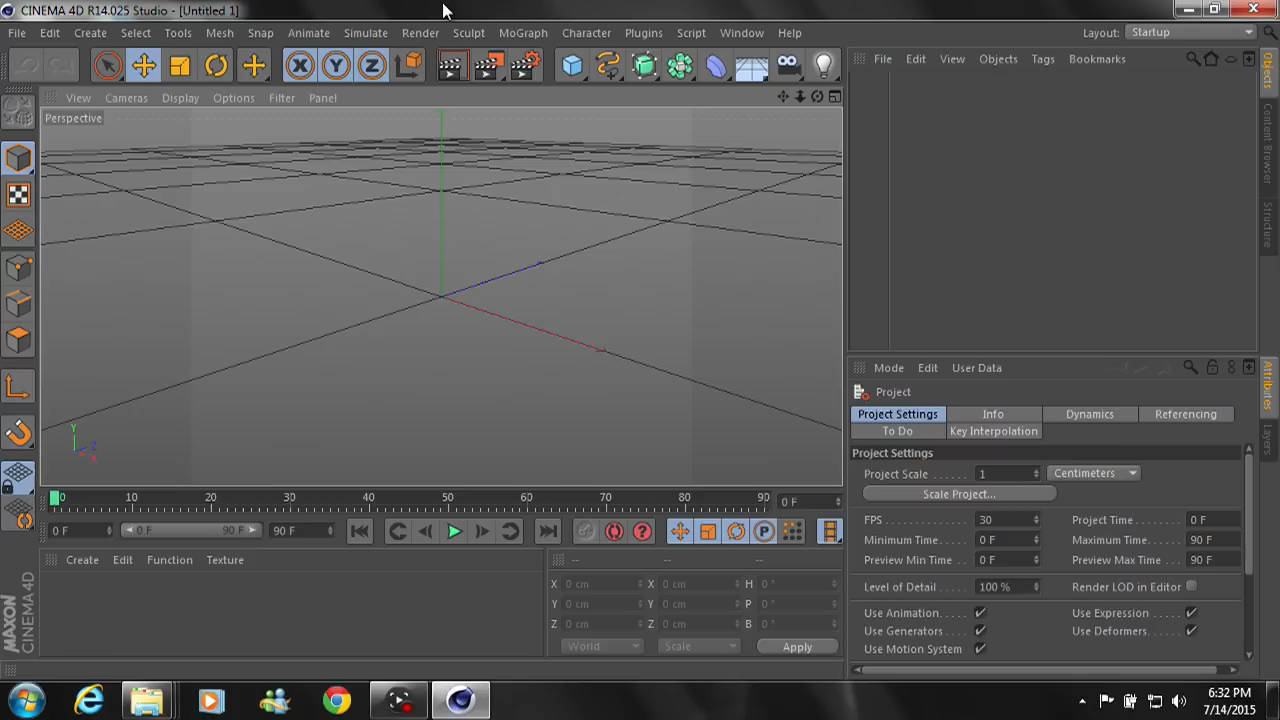 CINEMA 4D R14.025 Studio - [Untitled 1]
File Edit Create Select Tools Mesh Snap Animate Simulate Render Sculpt MoGraph Character Plugins Script Window Help Layout: Startup
X Y Z
File Edit View Objects Tags Bookmarks
View Cameras Display Options Filter Panel
Perspective
Objects
Content Browser
Structure
Y
Z
X
Mode Edit User Data
Project
Project Settings Info Dynamics Referencing
To Do Key Interpolation
Attributes
Layers
Project Settings
Project Scale ...... 1 Centimeters
Scale Project...
FPS 30 Project Time . 0 F
Minimum Time . . 0 F Maximum Time . 90 F
Preview Min Time . . 0 F Preview Max Time . . 90 F
Level of Detail ..... 100 % Render LOD in Editor
Use Animation. . . . . Use Expression . . . .
Use Generators . . . . Use Deformers. . . . .
Use Motion System
0 10 20 30 40 50 60 70 80 90 0 F
0 F 0 F 90 F 90 F
? P
Create Edit Function Texture
-- -- --
X 0 cm X 0 cm H 0 °
Y 0 cm Y 0 cm P 0 °
Z 0 cm Z 0 cm B 0 °
World Scale Apply
MAXON
CINEMA 4D
6:32 PM
7/14/2015